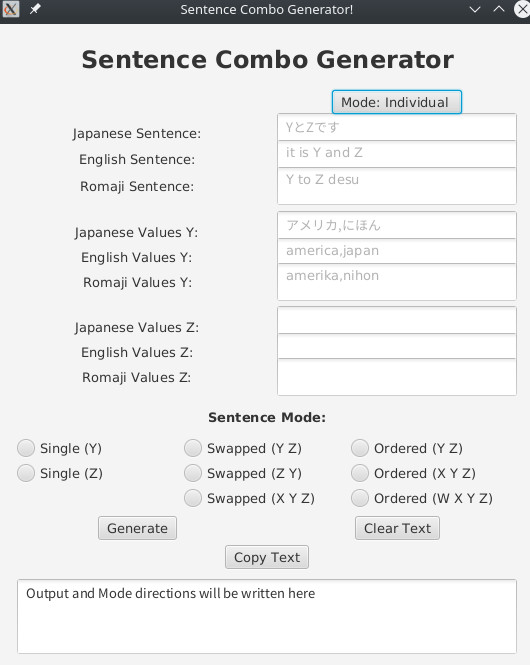 Sentence Combo Generator!
Sentence Combo Generator
Mode: Individual
Japanese Sentence: YとZです
English Sentence: it is Y and Z
Romaji Sentence: Y to Z desu
Japanese Values Y: アメリカ,にほん
English Values Y: america,japan
Romaji Values Y: amerika,nihon
Japanese Values Z:
English Values Z:
Romaji Values Z:
Sentence Mode:
Single (Y) Swapped (Y Z) Ordered (Y Z)
Single (Z) Swapped (Z Y) Ordered (X Y Z)
Swapped (X Y Z) Ordered (W X Y Z)
Generate Clear Text
Copy Text
Output and Mode directions will be written here